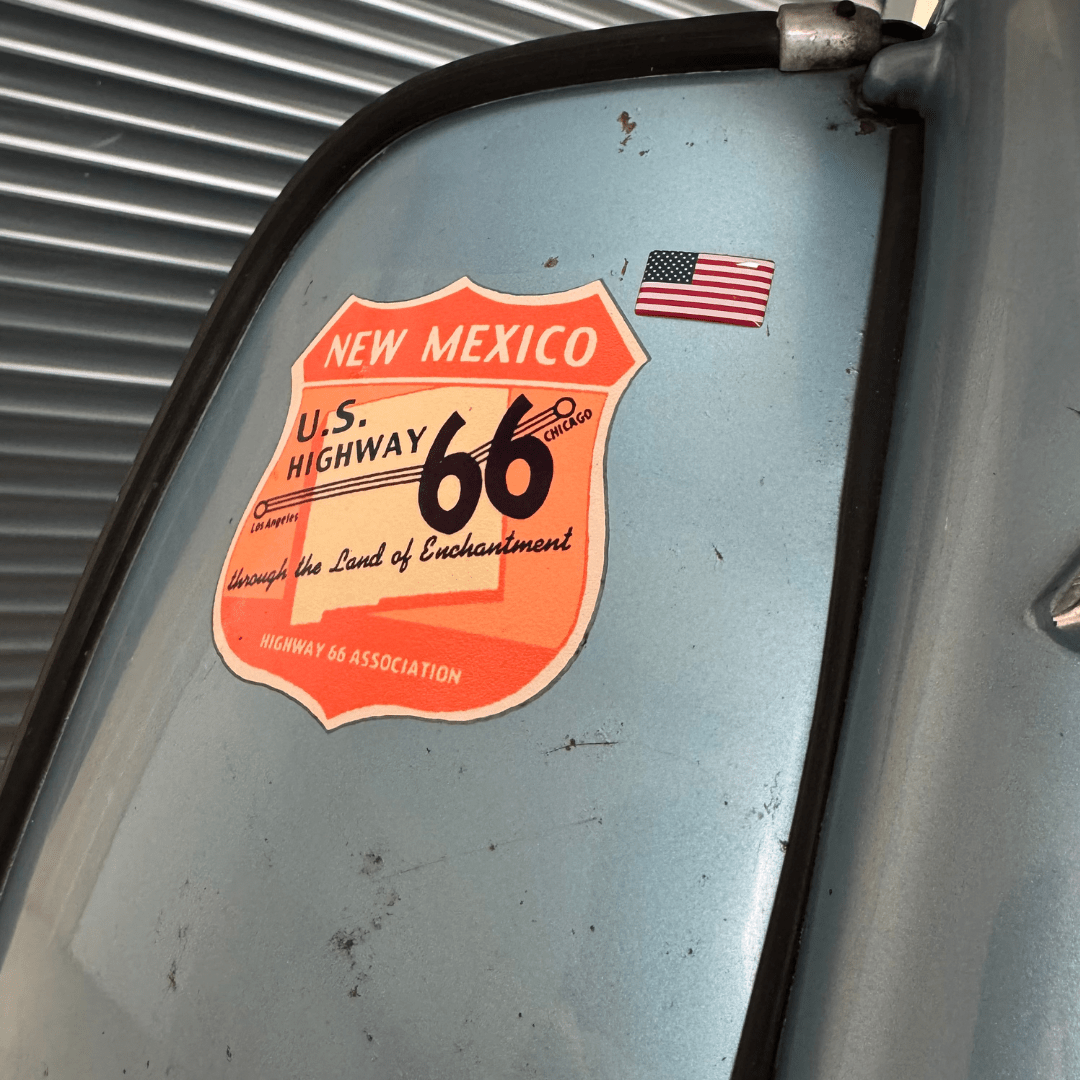 NEW MEXICO
U.S.
HIGHWAY 66
CHICAGO
Los Angeles
through the Land of Enchantment
HIGHWAY 66 ASSOCIATION